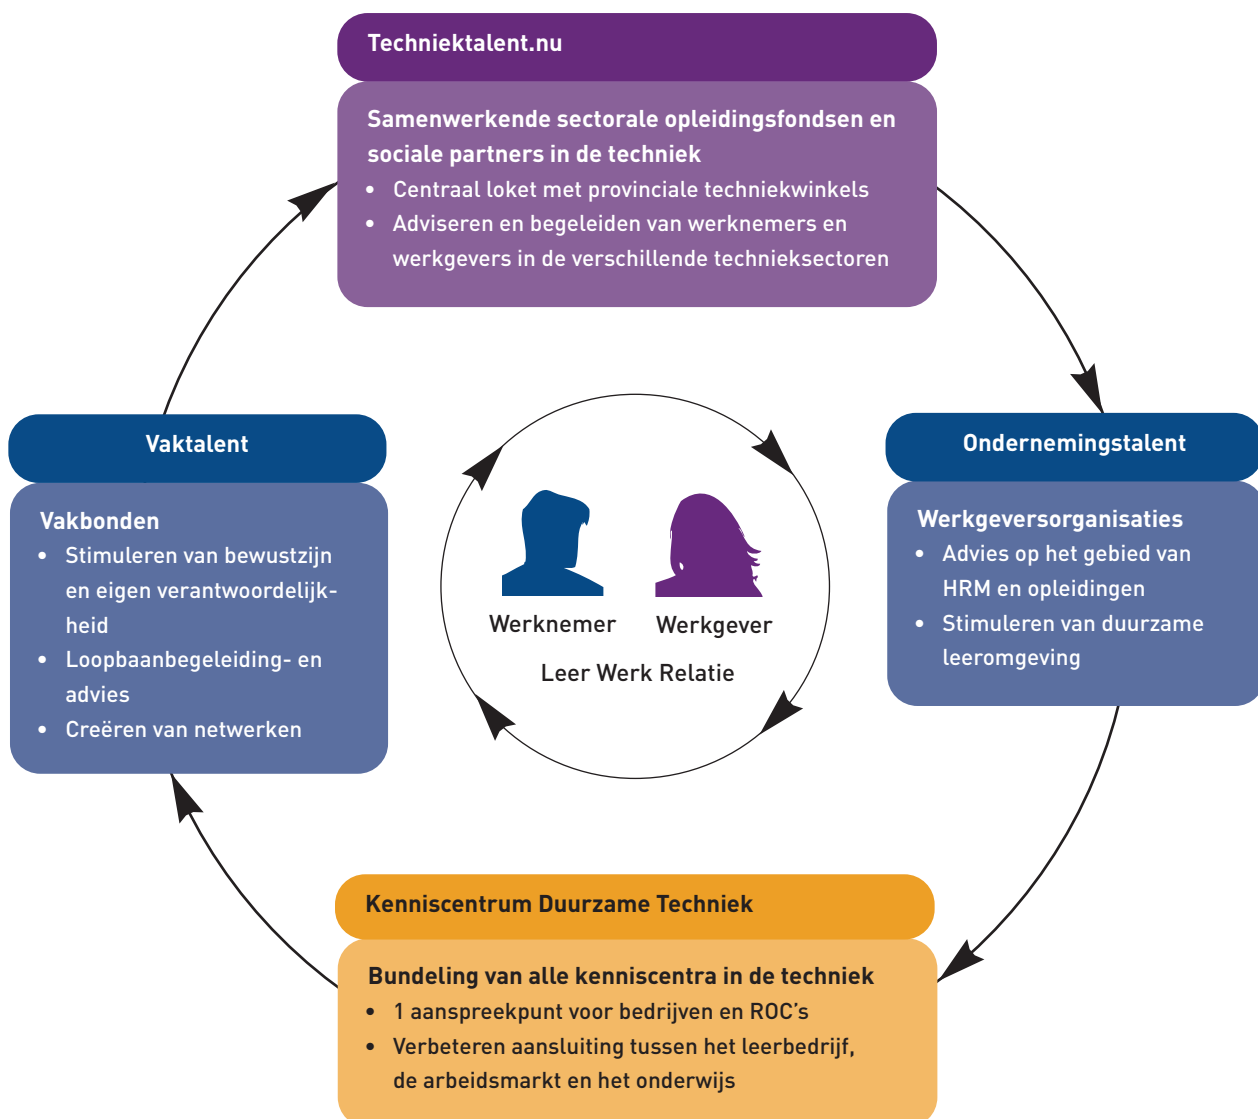 Techniektalent.nu
Samenwerkende sectorale opleidingsfondsen en
sociale partners in de techniek
• Centraal loket met provinciale techniekwinkels
• Adviseren en begeleiden van werknemers en
werkgevers in de verschillende technieksectoren
Vaktalent
Vakbonden
• Stimuleren van bewustzijn
en eigen verantwoordelijk-
heid
• Loopbaanbegeleiding- en
advies
• Creëren van netwerken
Werknemer
Werkgever
Leer Werk Relatie
Ondernemingstalent
Werkgeversorganisaties
• Advies op het gebied van
HRM en opleidingen
• Stimuleren van duurzame
leeromgeving
Kenniscentrum Duurzame Techniek
Bundeling van alle kenniscentra in de techniek
• 1 aanspreekpunt voor bedrijven en ROC’s
• Verbeteren aansluiting tussen het leerbedrijf,
de arbeidsmarkt en het onderwijs